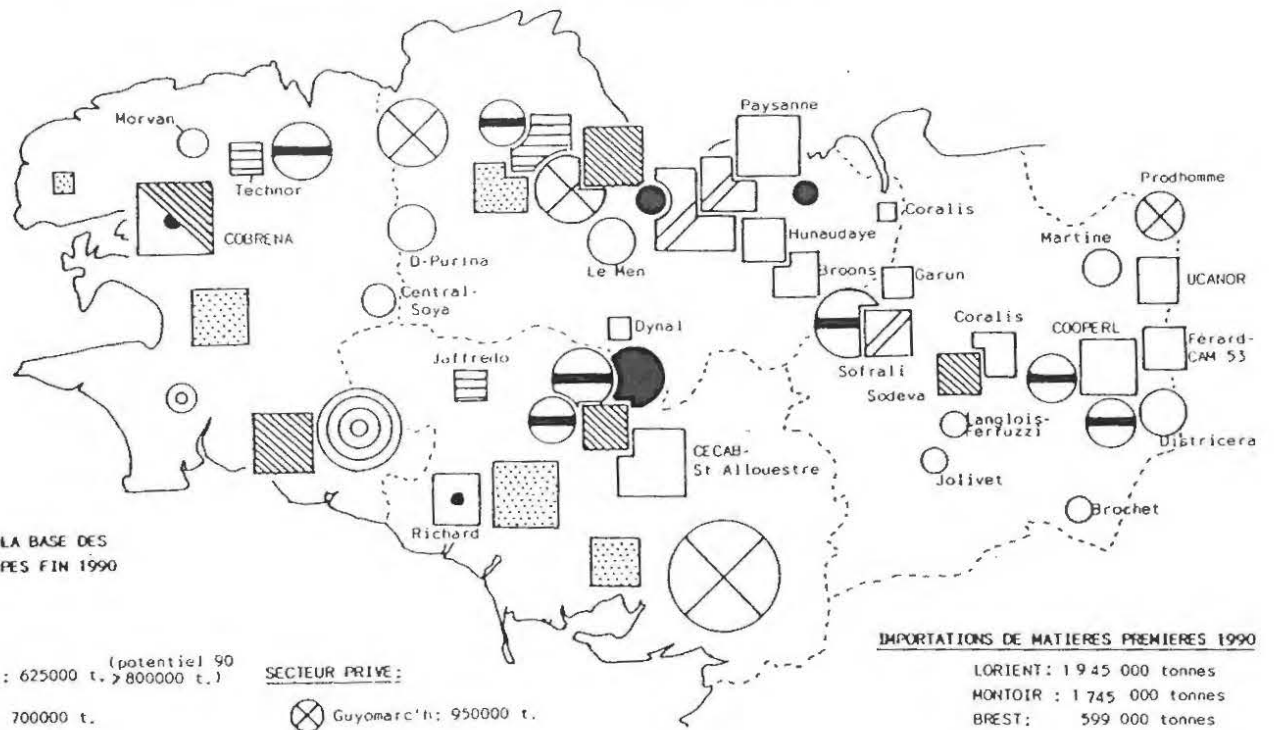 Paysanne
Morvan
Prodhomme
Technor
Coralis
COBRENA
Hunaudaye
Martine
D-Purina
Le Men
Broons
Garun
UCANOR
Central-
Soya
Coralis
COOPERL
Dynal
Férard-
CAM 53
Jaffredo
Sofrali
Sodeva
Langlois-
Ferruzzi
Districera
CECAB-
St Allouestre
Jolivet
Richard
Brochet
LA BASE DES
PES FIN 1990
: 625000 t. (potentiel 90
>800000 t.)
700000 t.
SECTEUR PRIVE:
Guyomarc'h: 950000 t.
IMPORTATIONS DE MATIERES PREMIERES 1990
LORIENT: 1 945 000 tonnes
MONTOIR : 1 745 000 tonnes
BREST: 599 000 tonnes